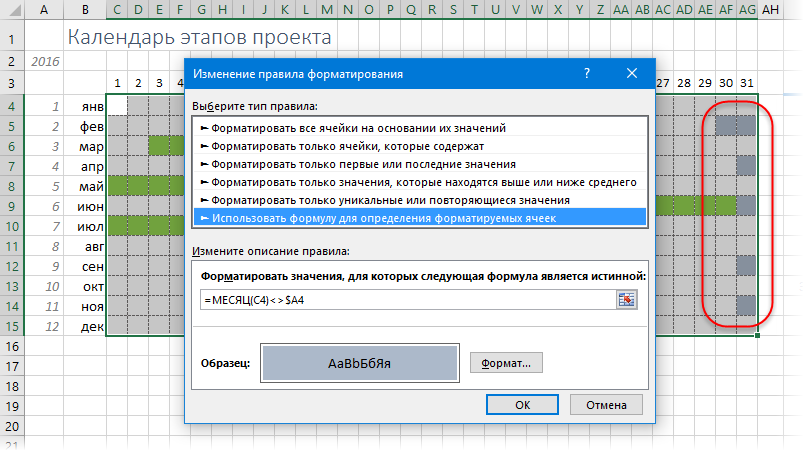 A B C D E F G H I J K L M N O P Q R S T U V W X Y Z AA AB AC AD AE AF AG AH
1 Календарь этапов проекта
2 2016
3 1 2 3 4 27 28 29 30 31
Изменение правила форматирования ? ×
Выберите тип правила:
► Форматировать все ячейки на основании их значений
► Форматировать только ячейки, которые содержат
► Форматировать только первые или последние значения
► Форматировать только значения, которые находятся выше или ниже среднего
► Форматировать только уникальные или повторяющиеся значения
► Использовать формулу для определения форматируемых ячеек
Измените описание правила:
Форматировать значения, для которых следующая формула является истинной:
=МЕСЯЦ(C4)<>$A4
Образец: АаВbБбЯя Формат...
ОК Отмена
4 1 янв
5 2 фев
6 3 мар
7 4 апр
8 5 май
9 6 июн
10 7 июл
11 8 авг
12 9 сен
13 10 окт
14 11 ноя
15 12 дек
16
17
18
19
20
21